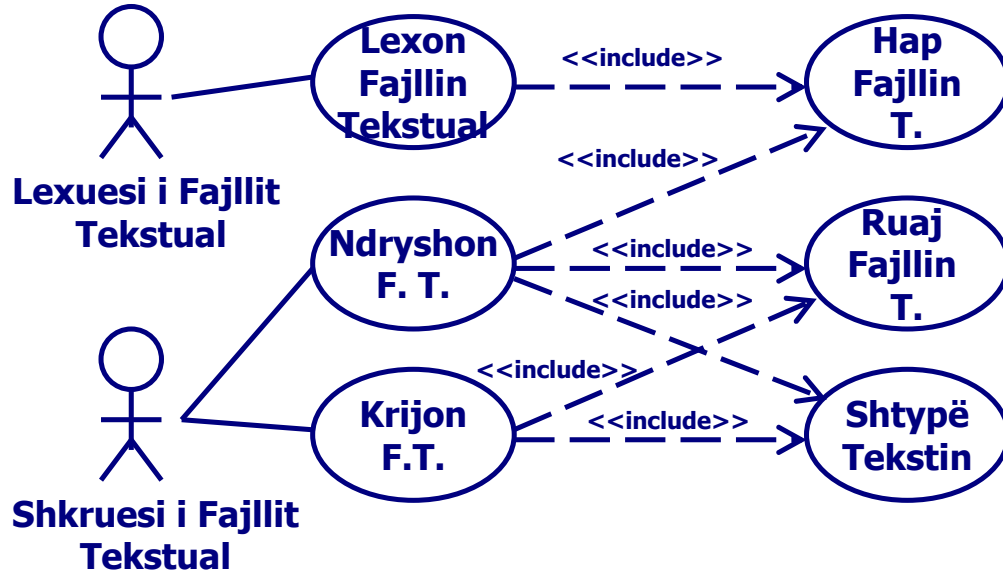 Lexon
Fajllin
Tekstual
<<include>>
Hap
Fajllin
T.
Lexuesi i Fajllit
Tekstual
<<include>>
Ndryshon
F. T.
<<include>>
<<include>>
Ruaj
Fajllin
T.
<<include>>
Krijon
F.T.
<<include>>
Shtypë
Tekstin
Shkruesi i Fajllit
Tekstual